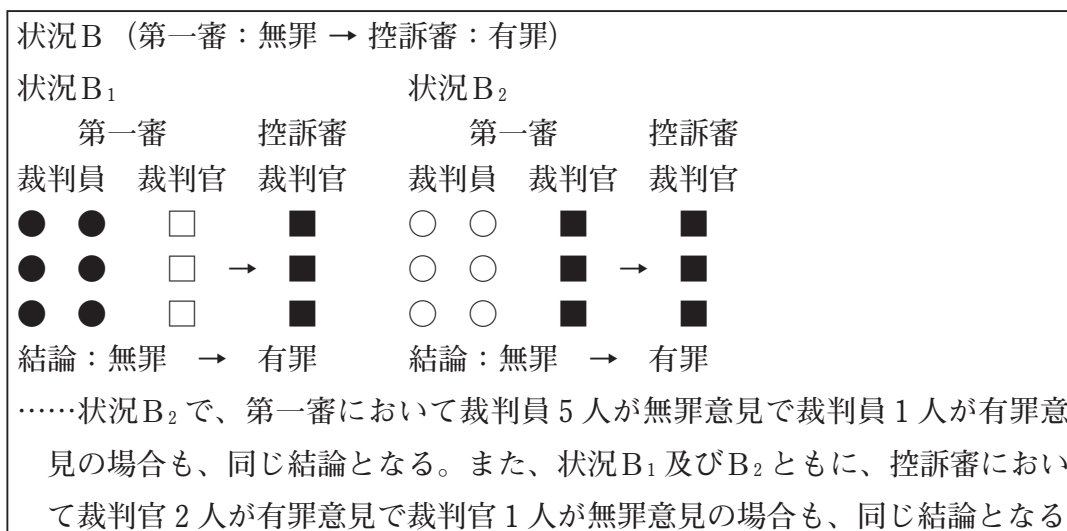 状況B (第一審：無罪 → 控訴審：有罪)
状況B₁ 状況B₂
第一審 控訴審 第一審 控訴審
裁判員 裁判官 裁判官 裁判員 裁判官 裁判官
● ● □ ■ ○ ○ ■ ■
● ● □ → ■ ○ ○ ■ → ■
● ● □ ■ ○ ○ ■ ■
結論：無罪 → 有罪 結論：無罪 → 有罪
……状況B₂で、第一審において裁判員5人が無罪意見で裁判員1人が有罪意
見の場合も、同じ結論となる。また、状況B₁及びB₂ともに、控訴審におい
て裁判官2人が有罪意見で裁判官1人が無罪意見の場合も、同じ結論となる